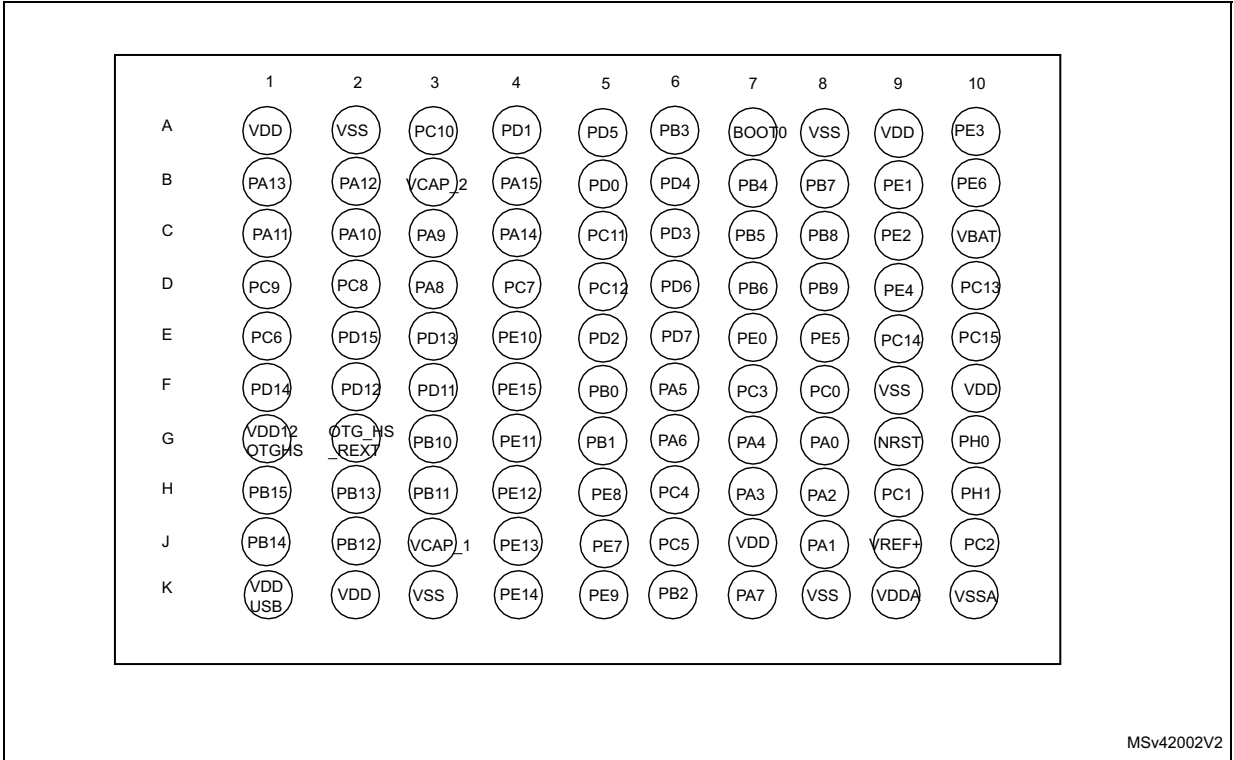 1 2 3 4 5 6 7 8 9 10
A VDD VSS PC10 PD1 PD5 PB3 BOOT0 VSS VDD PE3
B PA13 PA12 VCAP_2 PA15 PD0 PD4 PB4 PB7 PE1 PE6
C PA11 PA10 PA9 PA14 PC11 PD3 PB5 PB8 PE2 VBAT
D PC9 PC8 PA8 PC7 PC12 PD6 PB6 PB9 PE4 PC13
E PC6 PD15 PD13 PE10 PD2 PD7 PE0 PE5 PC14 PC15
F PD14 PD12 PD11 PE15 PB0 PA5 PC3 PC0 VSS VDD
G VDD12 OTGHS OTG_HS _REXT PB10 PE11 PB1 PA6 PA4 PA0 NRST PH0
H PB15 PB13 PB11 PE12 PE8 PC4 PA3 PA2 PC1 PH1
J PB14 PB12 VCAP_1 PE13 PE7 PC5 VDD PA1 VREF+ PC2
K VDD USB VDD VSS PE14 PE9 PB2 PA7 VSS VDDA VSSA
MSv42002V2